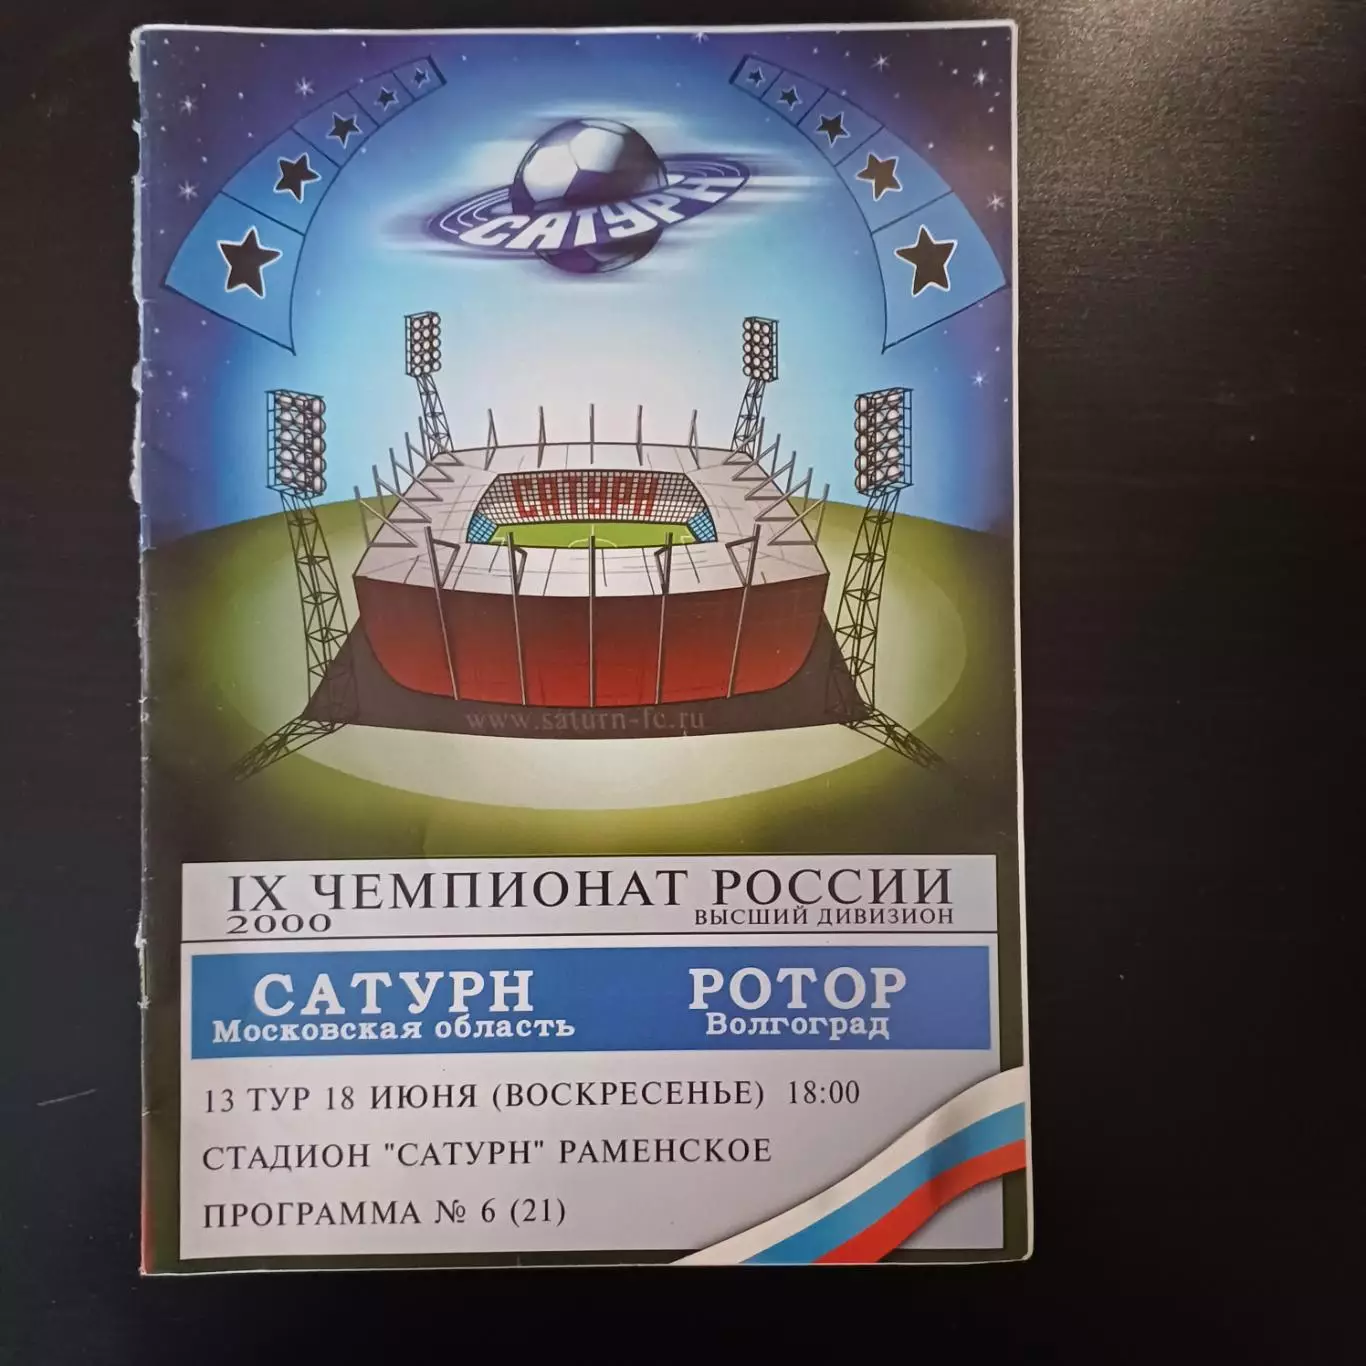 САТУРН
САТУРН
www.saturn-fc.ru
IX ЧЕМПИОНАТ РОССИИ
2000 ВЫСШИЙ ДИВИЗИОН
САТУРН РОТОР
Московская область Волгоград
13 ТУР 18 ИЮНЯ (ВОСКРЕСЕНЬЕ) 18:00
СТАДИОН "САТУРН" РАМЕНСКОЕ
ПРОГРАММА № 6 (21)